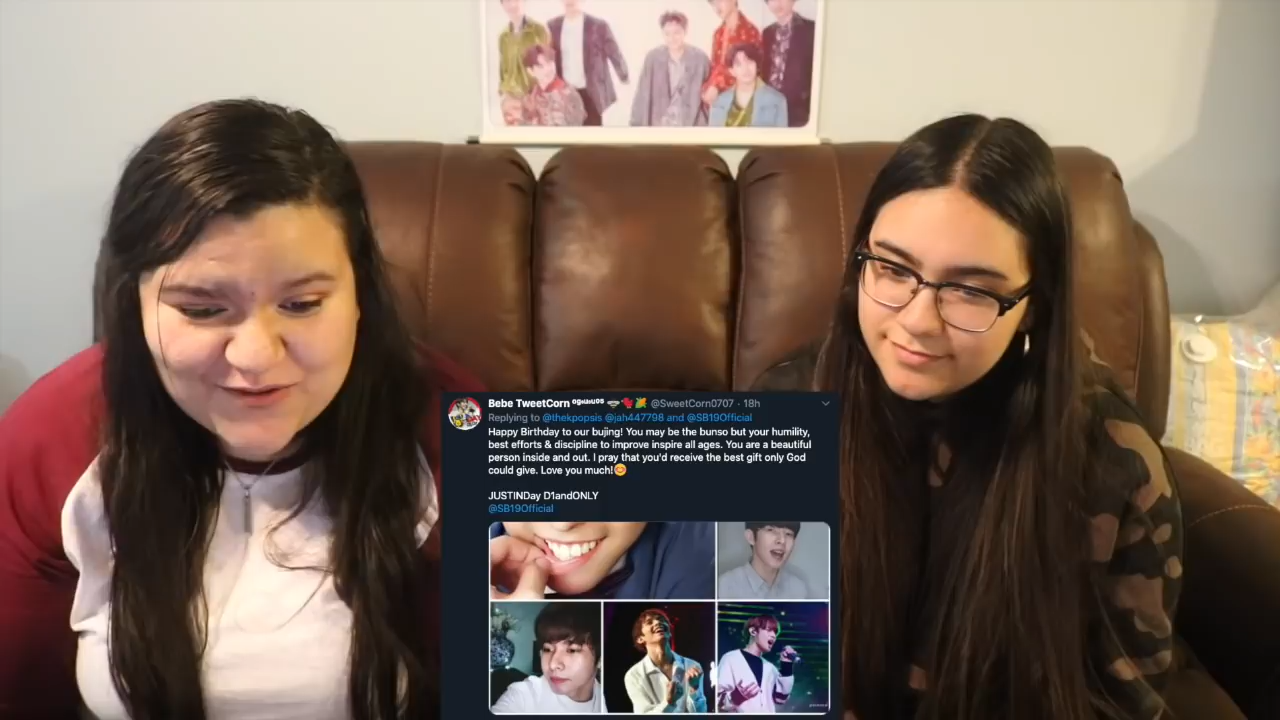 Bebe TweetCorn @SweetCorn0707 · 18h
Replying to @thekpopsis @jah447798 and @SB19Official
Happy Birthday to our bujing! You may be the bunso but your humility,
best efforts & discipline to improve inspire all ages. You are a beautiful
person inside and out. I pray that you'd receive the best gift only God
could give. Love you much!😊
JUSTINDay D1andONLY
@SB19Official